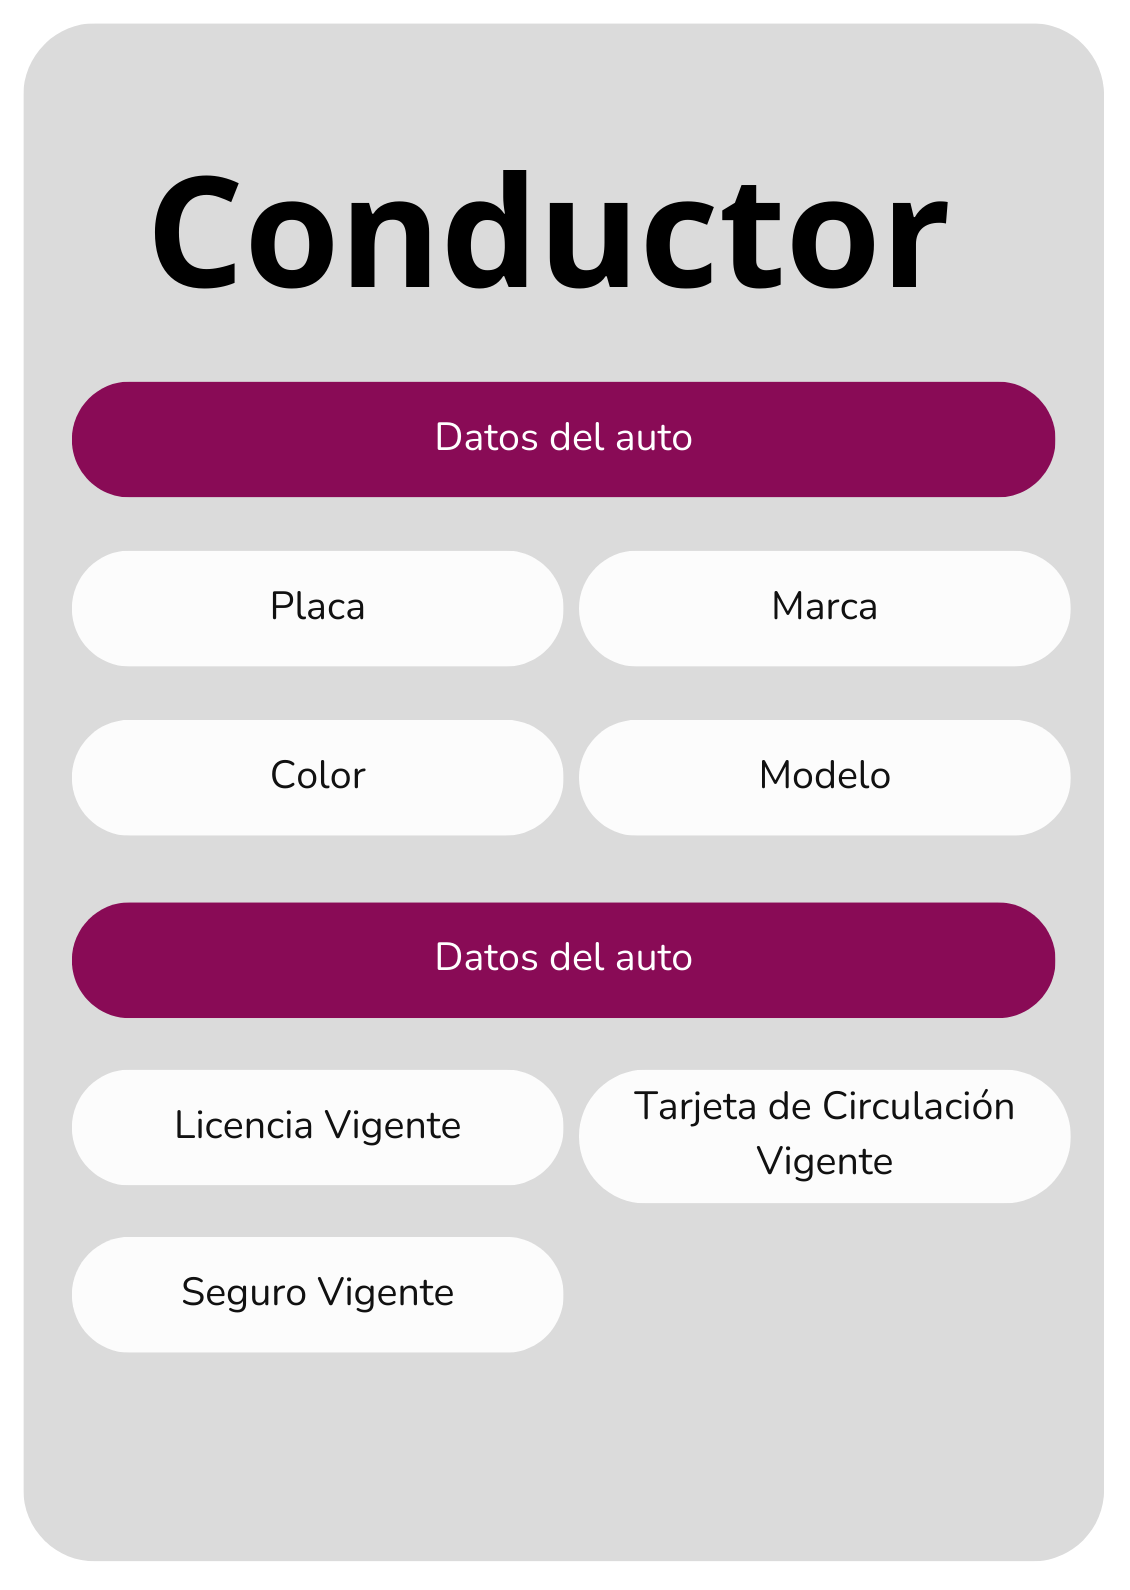 Conductor
Datos del auto
Placa
Marca
Color
Modelo
Datos del auto
Licencia Vigente
Tarjeta de Circulación
Vigente
Seguro Vigente